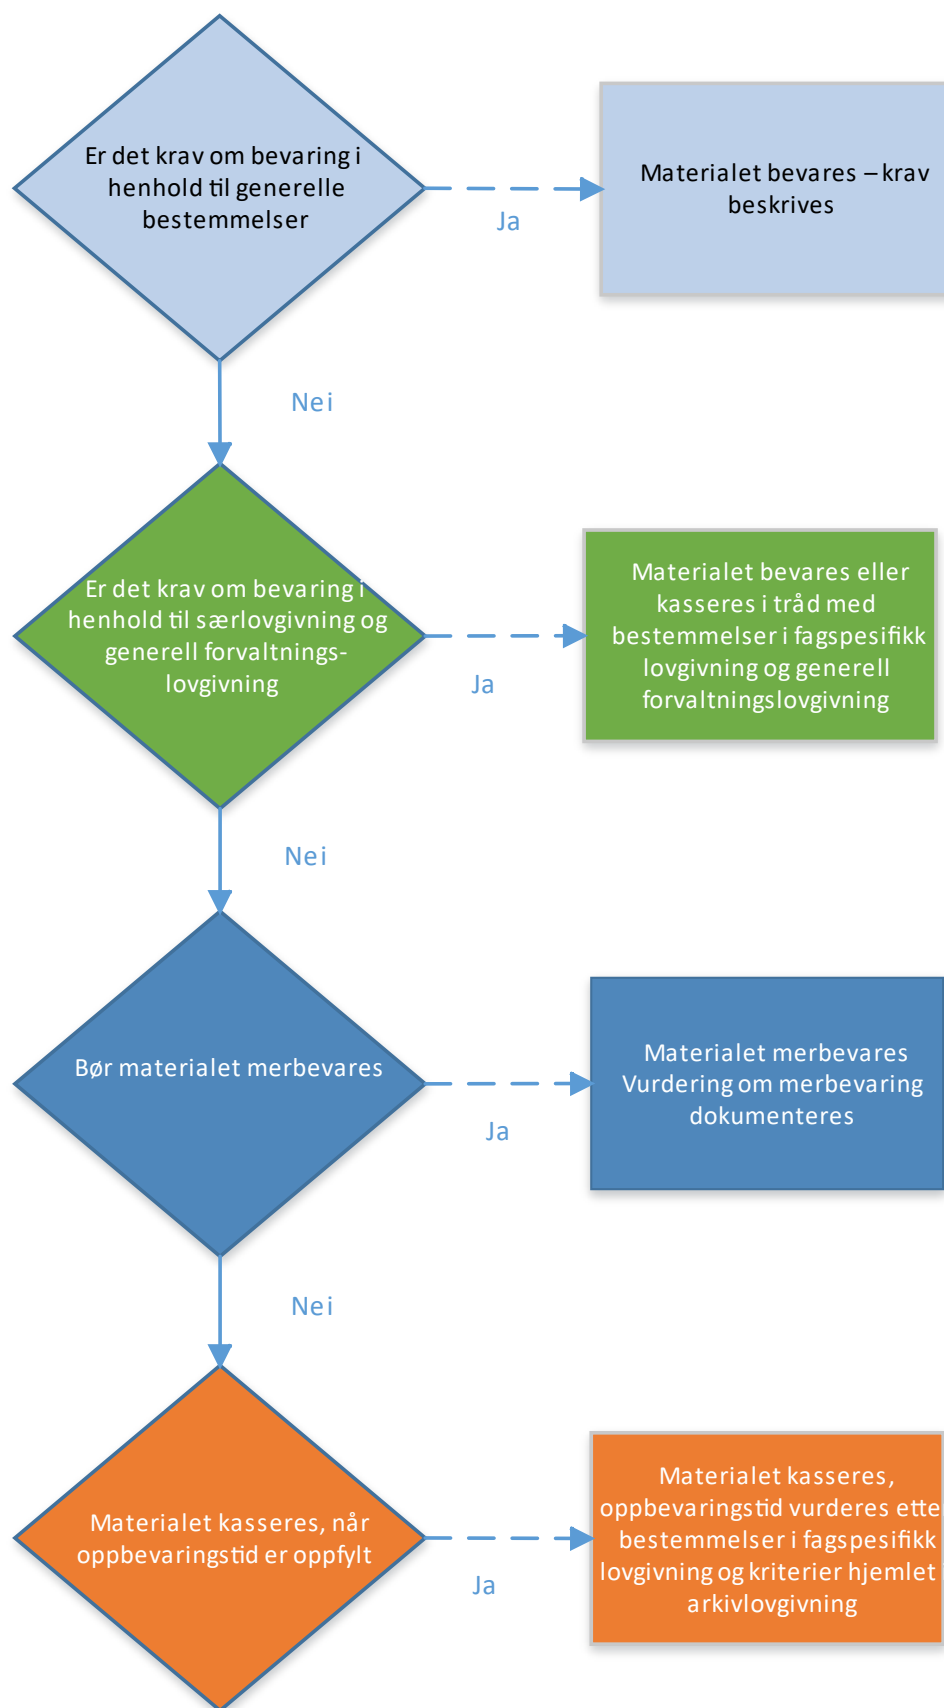 Er det krav om bevaring i
henhold til generelle
bestemmelser
Ja
Materialet bevares – krav
beskrives
Nei
Er det krav om bevaring i
henhold til særlovgivning og
generell forvaltnings-
lovgivning
Ja
Materialet bevares eller
kasseres i tråd med
bestemmelser i fagspesifikk
lovgivning og generell
forvaltningslovgivning
Nei
Bør materialet merbevares
Ja
Materialet merbevares
Vurdering om merbevaring
dokumenteres
Nei
Materialet kasseres, når
oppbevaringstid er oppfylt
Ja
Materialet kasseres,
oppbevaringstid vurderes ette
bestemmelser i fagspesifikk
lovgivning og kriterier hjemlet
arkivlovgivning